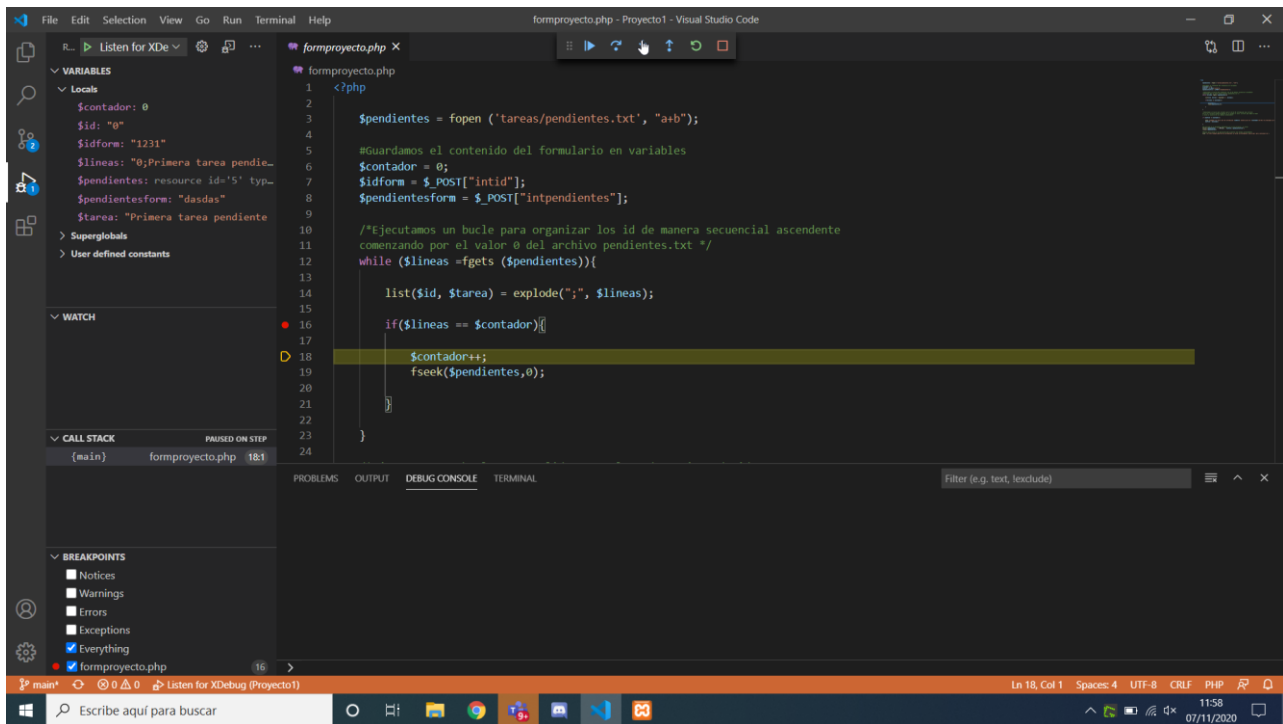 File Edit Selection View Go Run Terminal Help
formproyecto.php - Proyecto1 - Visual Studio Code
R... Listen for XDe
VARIABLES
Locals
$contador: 0
$id: "0"
$idform: "1231"
$lineas: "0;Primera tarea pendie…
$pendientes: resource id='5' typ…
$pendientesform: "dasdas"
$tarea: "Primera tarea pendiente
Superglobals
User defined constants
WATCH
CALL STACK PAUSED ON STEP
{main} formproyecto.php 18:1
BREAKPOINTS
Notices
Warnings
Errors
Exceptions
Everything
formproyecto.php 16
formproyecto.php
formproyecto.php
1 <?php
2
3 $pendientes = fopen ('tareas/pendientes.txt', "a+b");
4
5 #Guardamos el contenido del formulario en variables
6 $contador = 0;
7 $idform = $_POST["intid"];
8 $pendientesform = $_POST["intpendientes"];
9
10 /*Ejecutamos un bucle para organizar los id de manera secuencial ascendente
11 comenzando por el valor 0 del archivo pendientes.txt */
12 while ($lineas =fgets ($pendientes)){
13
14 list($id, $tarea) = explode(";", $lineas);
15
16 if($lineas == $contador){
17
18 $contador++;
19 fseek($pendientes,0);
20
21 }
22
23 }
24
PROBLEMS OUTPUT DEBUG CONSOLE TERMINAL
Filter (e.g. text, !exclude)
main* 0 0 Listen for XDebug (Proyecto1)
Ln 18, Col 1 Spaces: 4 UTF-8 CRLF PHP
Escribe aquí para buscar
11:58
07/11/2020